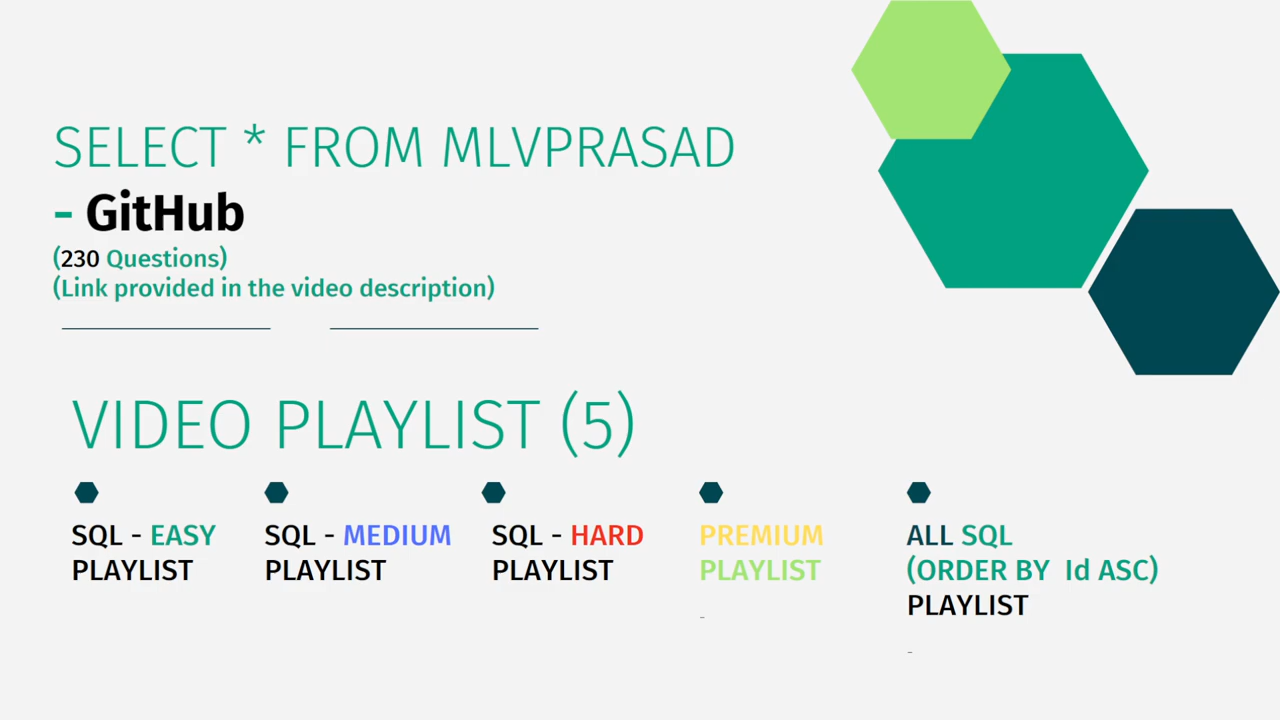 SELECT * FROM MLVPRASAD
- GitHub
(230 Questions)
(Link provided in the video description)
VIDEO PLAYLIST (5)
SQL - EASY
PLAYLIST
SQL - MEDIUM
PLAYLIST
SQL - HARD
PLAYLIST
PREMIUM
PLAYLIST
-
ALL SQL
(ORDER BY Id ASC)
PLAYLIST
-